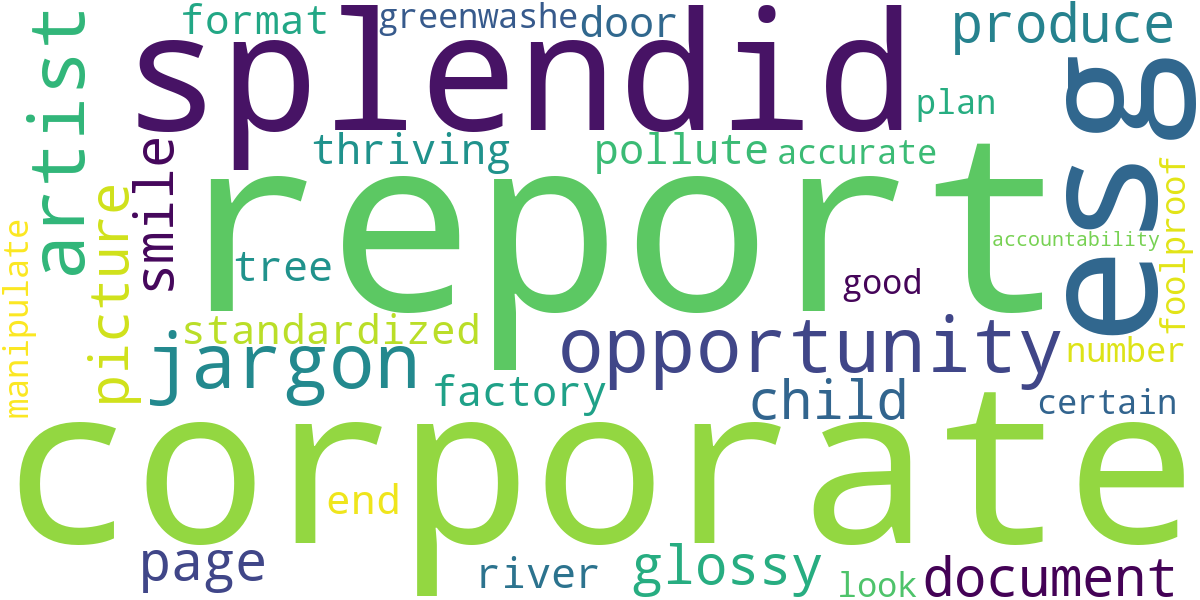 format
greenwashe
door
produce
splendid
artist
esg
plan
smile
thriving
pollute
accurate
report
picture
foolproof
manipulate
tree
accountability
good
standardized
jargon
opportunity
number
factory
child
certain
corporate
end
page
river
glossy
look
document